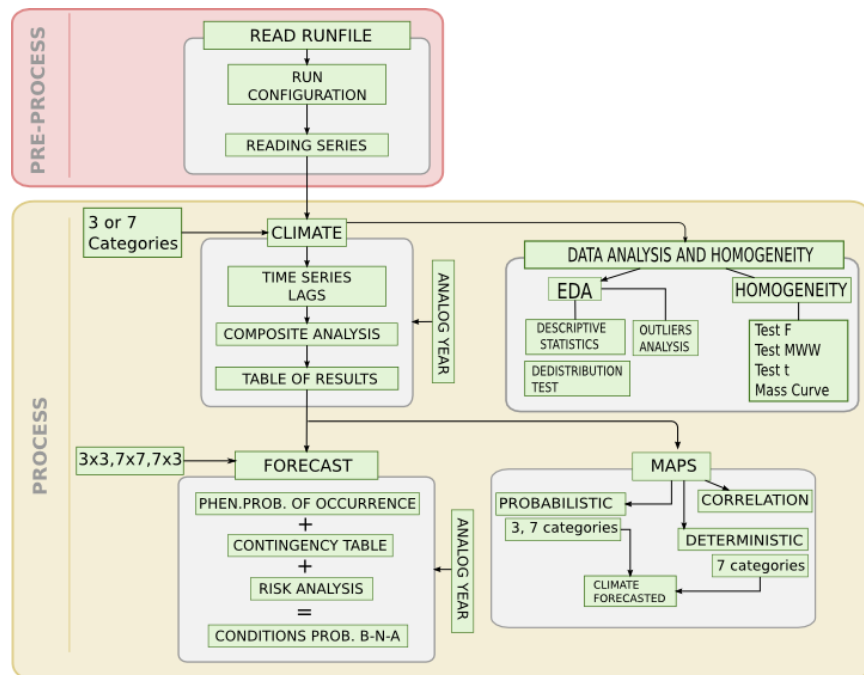 PRE-PROCESS
READ RUNFILE
RUN
CONFIGURATION
READING SERIES
PROCESS
3 or 7
Categories
CLIMATE
TIME SERIES
LAGS
COMPOSITE ANALYSIS
TABLE OF RESULTS
ANALOG YEAR
DATA ANALYSIS AND HOMOGENEITY
EDA
HOMOGENEITY
DESCRIPTIVE
STATISTICS
OUTLIERS
ANALYSIS
DEDISTRIBUTION
TEST
Test F
Test MWW
Test t
Mass Curve
3x3,7x7,7x3
FORECAST
PHEN.PROB. OF OCCURRENCE
+
CONTINGENCY TABLE
+
RISK ANALYSIS
=
CONDITIONS PROB. B-N-A
ANALOG YEAR
MAPS
PROBABILISTIC
CORRELATION
3, 7 categories
DETERMINISTIC
7 categories
CLIMATE
FORECASTED